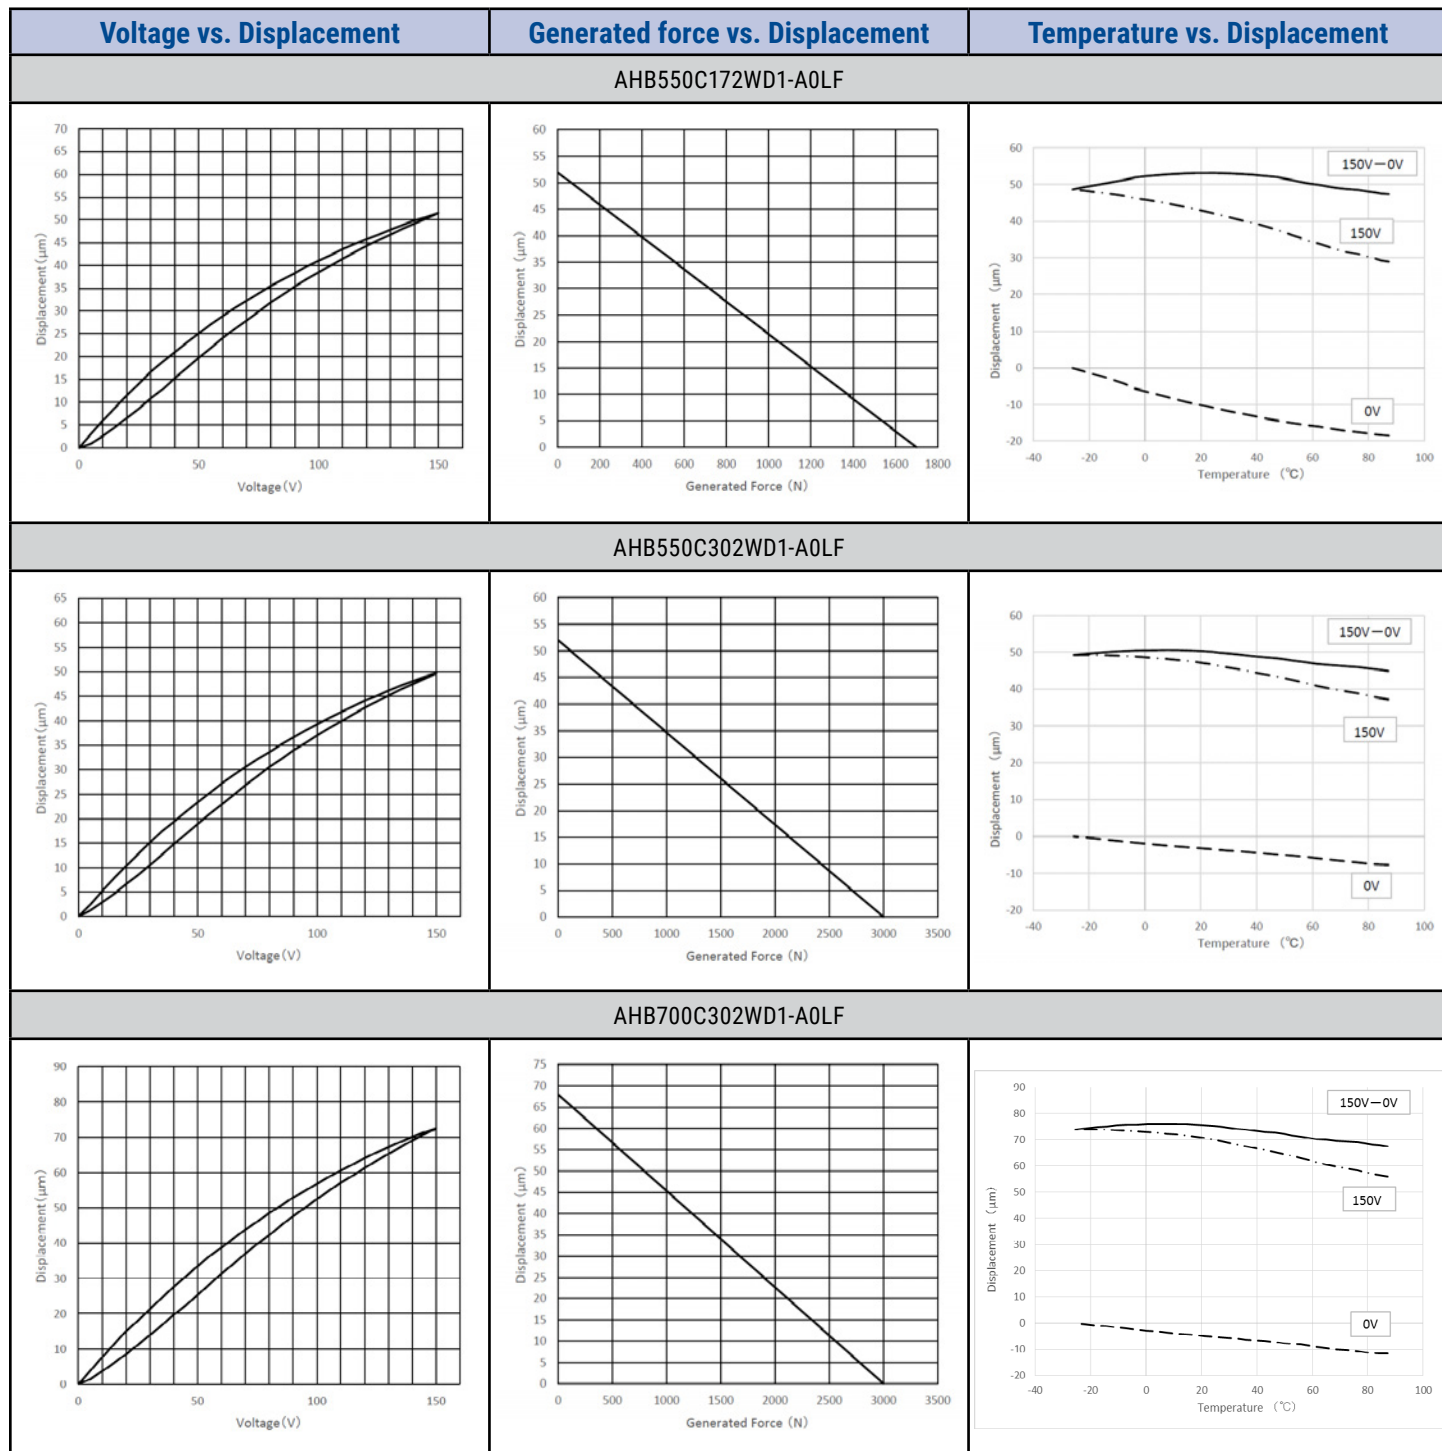 Voltage vs. Displacement
Generated force vs. Displacement
Temperature vs. Displacement
AHB550C172WD1-A0LF
70
65
60
55
50
45
40
35
30
25
20
15
10
5
0
0 50 100 150
Displacement(μm)
Voltage(V)
60
55
50
45
40
35
30
25
20
15
10
5
0
0 200 400 600 800 1000 1200 1400 1600 1800
Displacement (μm)
Generated Force (N)
60
50
40
30
20
10
0
-10
-20
-40 -20 0 20 40 60 80 100
Displacement (μm)
Temperature (℃)
150V-0V
150V
0V
AHB550C302WD1-A0LF
65
60
55
50
45
40
35
30
25
20
15
10
5
0
0 50 100 150
Displacement(μm)
Voltage(V)
60
55
50
45
40
35
30
25
20
15
10
5
0
0 500 1000 1500 2000 2500 3000 3500
Displacement (μm)
Generated Force (N)
60
50
40
30
20
10
0
-10
-20
-40 -20 0 20 40 60 80 100
Displacement (μm)
Temperature (℃)
150V-0V
150V
0V
AHB700C302WD1-A0LF
90
80
70
60
50
40
30
20
10
0
0 50 100 150
Displacement(μm)
Voltage(V)
75
70
65
60
55
50
45
40
35
30
25
20
15
10
5
0
0 500 1000 1500 2000 2500 3000 3500
Displacement (μm)
Generated Force (N)
90
80
70
60
50
40
30
20
10
0
-10
-20
-40 -20 0 20 40 60 80 100
Displacement (μm)
Temperature (℃)
150V-0V
150V
0V